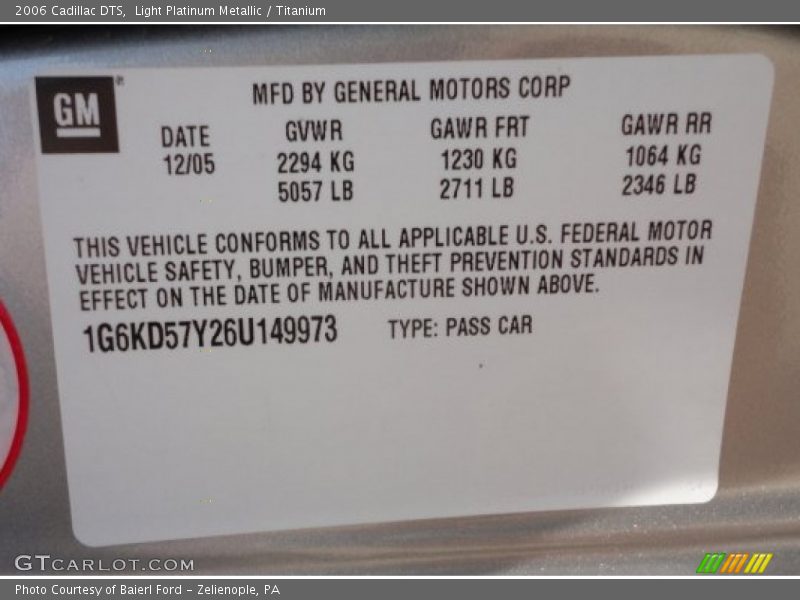 2006 Cadillac DTS, Light Platinum Metallic / Titanium
GM®
MFD BY GENERAL MOTORS CORP
DATE GVWR GAWR FRT GAWR RR
12/05 2294 KG 1230 KG 1064 KG
5057 LB 2711 LB 2346 LB
THIS VEHICLE CONFORMS TO ALL APPLICABLE U.S. FEDERAL MOTOR
VEHICLE SAFETY, BUMPER, AND THEFT PREVENTION STANDARDS IN
EFFECT ON THE DATE OF MANUFACTURE SHOWN ABOVE.
1G6KD57Y26U149973 TYPE: PASS CAR
GTCARLOT.COM
Photo Courtesy of Baierl Ford - Zelienople, PA